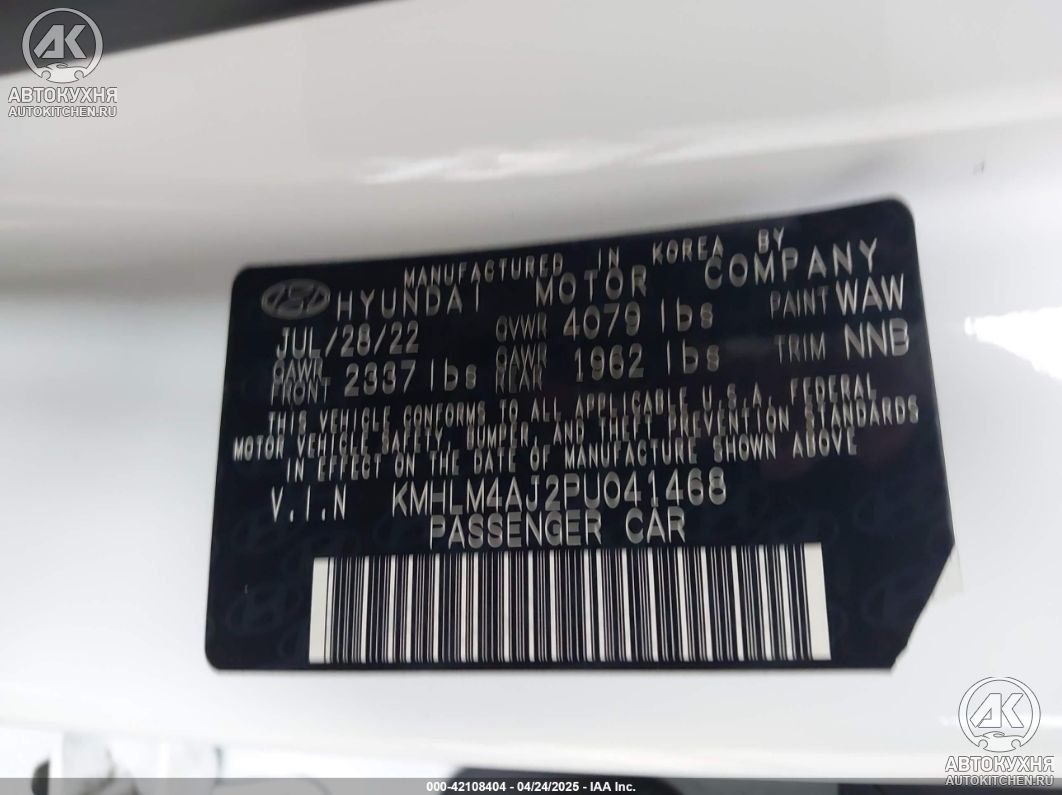 AK
АВТОКУХНЯ
AUTOKITCHEN.RU
MANUFACTURED IN KOREA BY
HYUNDAI MOTOR COMPANY
JUL/28/22 GVWR 4079 lbs PAINT WAW
GAWR FRONT 2337 lbs GAWR REAR 1962 lbs TRIM NNB
THIS VEHICLE CONFORMS TO ALL APPLICABLE U.S.A. FEDERAL
MOTOR VEHICLE SAFETY, BUMPER, AND THEFT PREVENTION STANDARDS
IN EFFECT ON THE DATE OF MANUFACTURE SHOWN ABOVE
V.I.N KMHLM4AJ2PU041468
PASSENGER CAR
AK
АВТОКУХНЯ
AUTOKITCHEN.RU
000-42108404 - 04/24/2025 - IAA Inc.